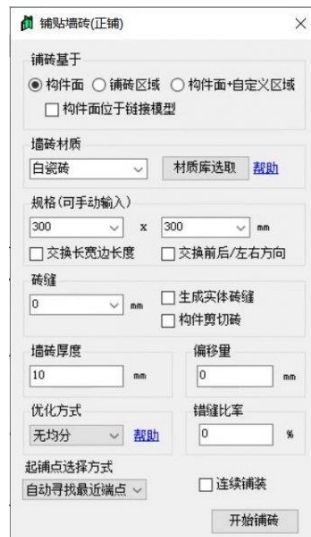 铺贴墙砖(正铺)
铺砖基于
构件面 铺砖区域 构件面+自定义区域
构件面位于链接模型
墙砖材质
白瓷砖 材质库选取 帮助
规格(可手动输入)
300 x 300 mm
交换长宽边长度 交换前后/左右方向
砖缝
0 mm 生成实体砖缝
构件剪切砖
墙砖厚度 偏移量
10 mm 0 mm
优化方式 错缝比率
无均分 帮助 0 %
起铺点选择方式
自动寻找最近端点 连续铺装
开始铺砖